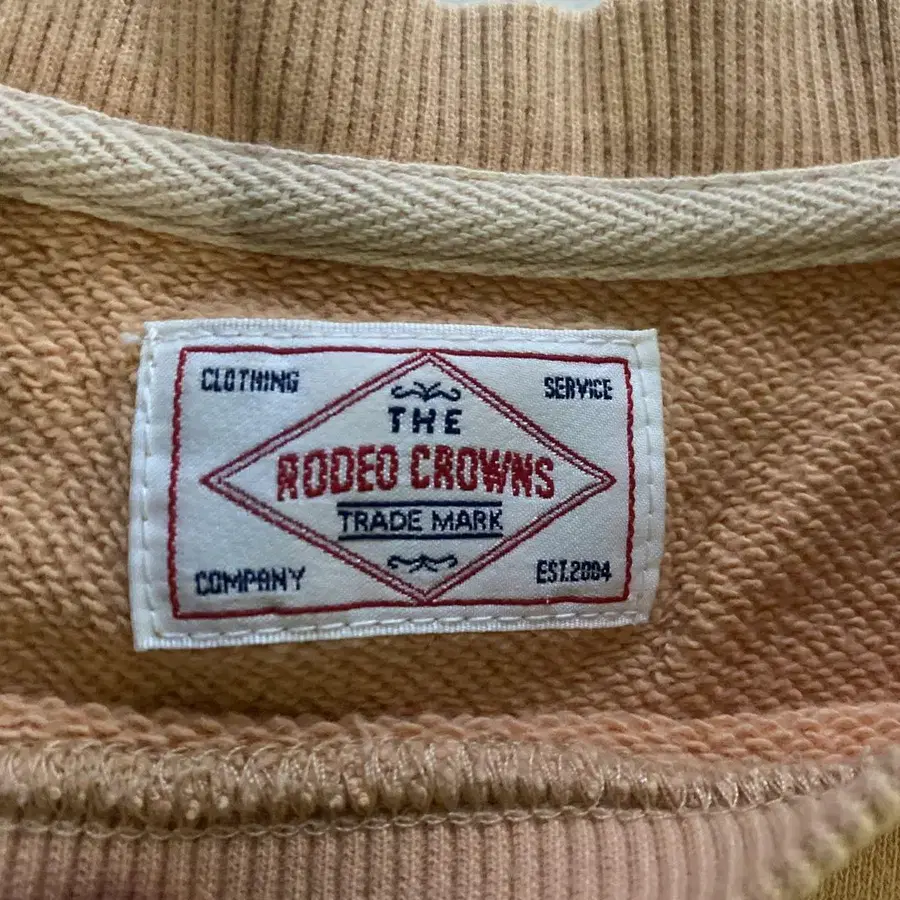 CLOTHING SERVICE
THE
RODEO CROWNS
TRADE MARK
COMPANY EST.2004